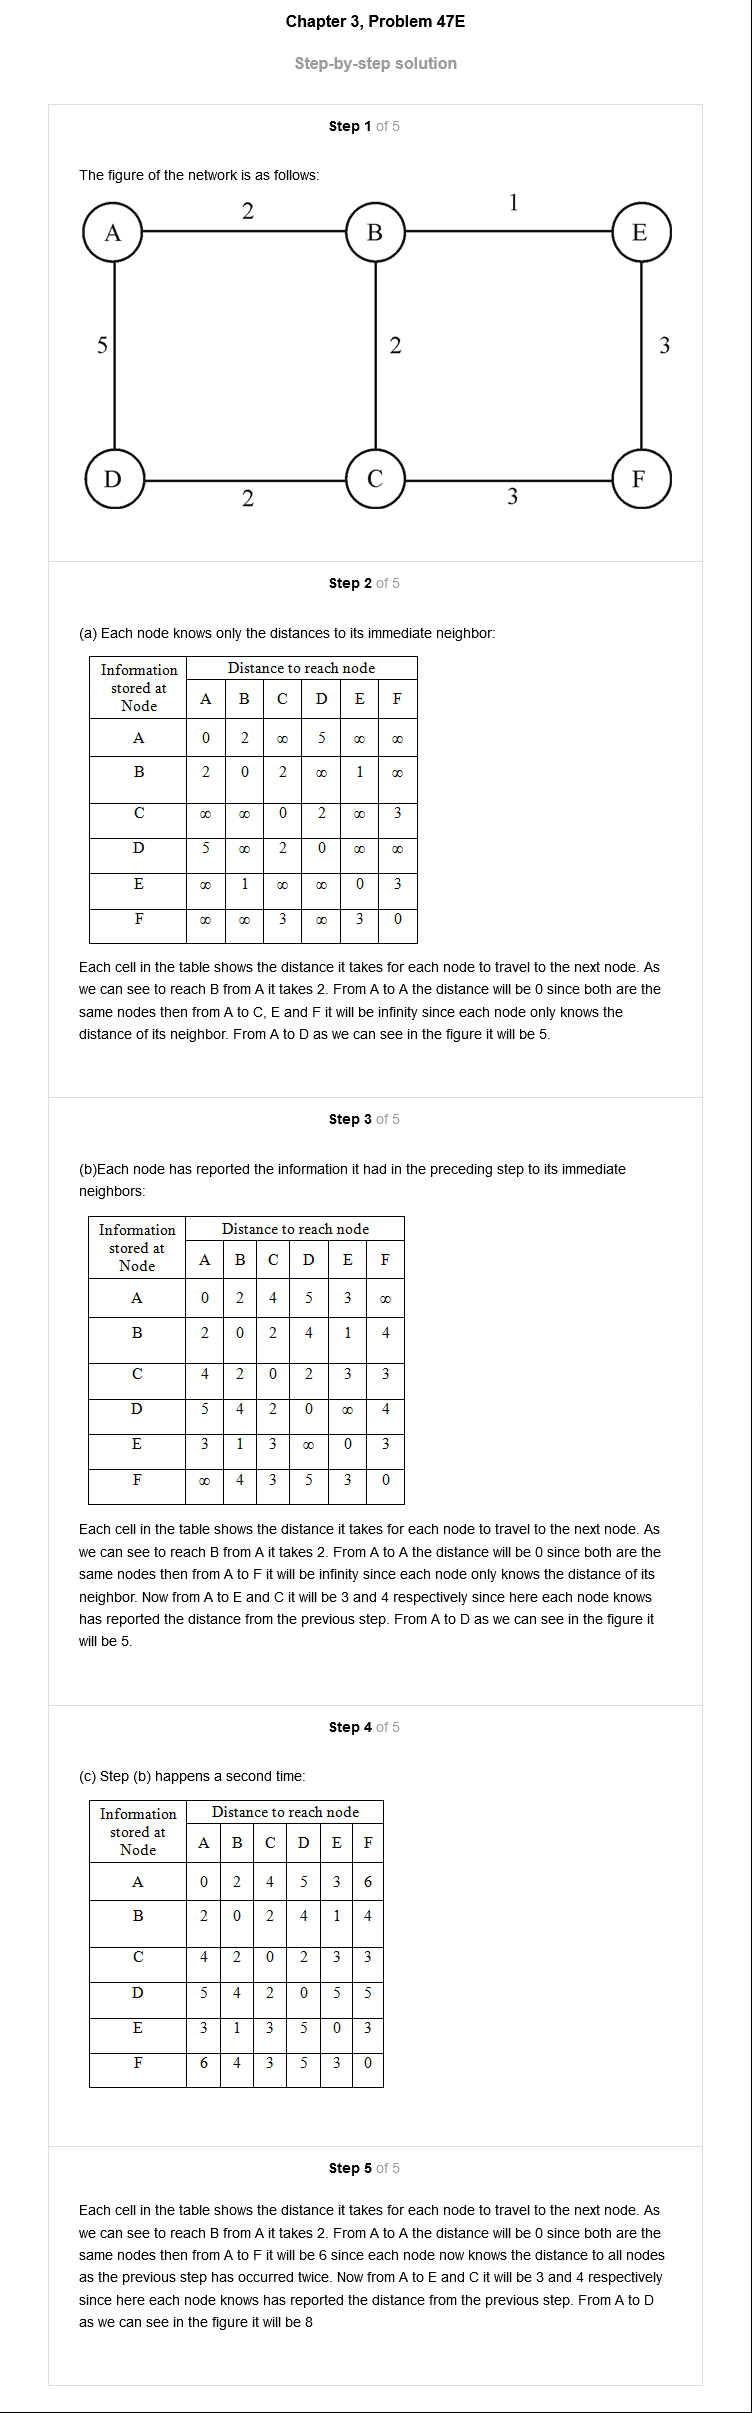 Chapter 3, Problem 47E
Step-by-step solution
Step 1 of 5
The figure of the network is as follows:
A 2 B 1 E
5 2 3
D 2 C 3 F
Step 2 of 5
(a) Each node knows only the distances to its immediate neighbor:
Information stored at Node Distance to reach node
A B C D E F
A 0 2 ∞ 5 ∞ ∞
B 2 0 2 ∞ 1 ∞
C ∞ ∞ 0 2 ∞ 3
D 5 ∞ 2 0 ∞ ∞
E ∞ 1 ∞ ∞ 0 3
F ∞ ∞ 3 ∞ 3 0
Each cell in the table shows the distance it takes for each node to travel to the next node. As
we can see to reach B from A it takes 2. From A to A the distance will be 0 since both are the
same nodes then from A to C, E and F it will be infinity since each node only knows the
distance of its neighbor. From A to D as we can see in the figure it will be 5.
Step 3 of 5
(b)Each node has reported the information it had in the preceding step to its immediate
neighbors:
Information stored at Node Distance to reach node
A B C D E F
A 0 2 4 5 3 ∞
B 2 0 2 4 1 4
C 4 2 0 2 3 3
D 5 4 2 0 ∞ 4
E 3 1 3 ∞ 0 3
F ∞ 4 3 5 3 0
Each cell in the table shows the distance it takes for each node to travel to the next node. As
we can see to reach B from A it takes 2. From A to A the distance will be 0 since both are the
same nodes then from A to F it will be infinity since each node only knows the distance of its
neighbor. Now from A to E and C it will be 3 and 4 respectively since here each node knows
has reported the distance from the previous step. From A to D as we can see in the figure it
will be 5.
Step 4 of 5
(c) Step (b) happens a second time:
Information stored at Node Distance to reach node
A B C D E F
A 0 2 4 5 3 6
B 2 0 2 4 1 4
C 4 2 0 2 3 3
D 5 4 2 0 5 5
E 3 1 3 5 0 3
F 6 4 3 5 3 0
Step 5 of 5
Each cell in the table shows the distance it takes for each node to travel to the next node. As
we can see to reach B from A it takes 2. From A to A the distance will be 0 since both are the
same nodes then from A to F it will be 6 since each node now knows the distance to all nodes
as the previous step has occurred twice. Now from A to E and C it will be 3 and 4 respectively
since here each node knows has reported the distance from the previous step. From A to D
as we can see in the figure it will be 8